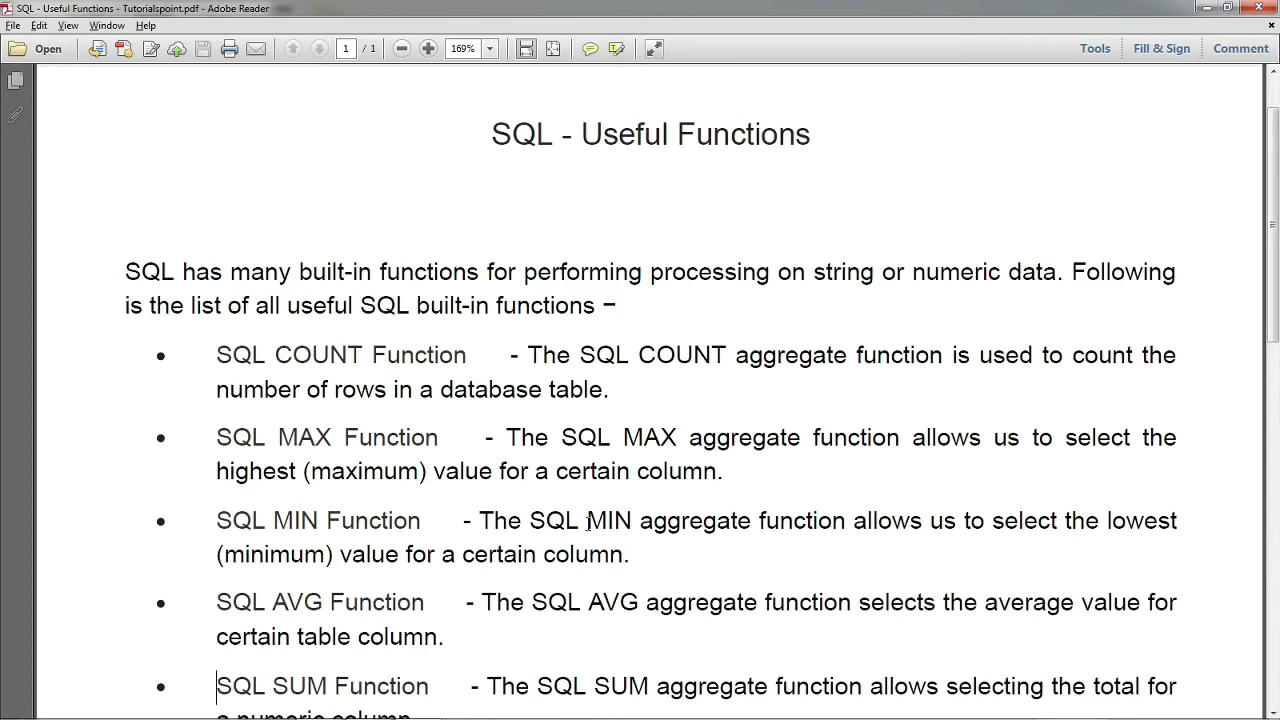 SQL - Useful Functions - Tutorialspoint.pdf - Adobe Reader
File Edit View Window Help
Open 1 / 1 169% Tools Fill & Sign Comment
SQL - Useful Functions
SQL has many built-in functions for performing processing on string or numeric data. Following
is the list of all useful SQL built-in functions −
• SQL COUNT Function - The SQL COUNT aggregate function is used to count the
number of rows in a database table.
• SQL MAX Function - The SQL MAX aggregate function allows us to select the
highest (maximum) value for a certain column.
• SQL MIN Function - The SQL MIN aggregate function allows us to select the lowest
(minimum) value for a certain column.
• SQL AVG Function - The SQL AVG aggregate function selects the average value for
certain table column.
• SQL SUM Function - The SQL SUM aggregate function allows selecting the total for
a numeric column.